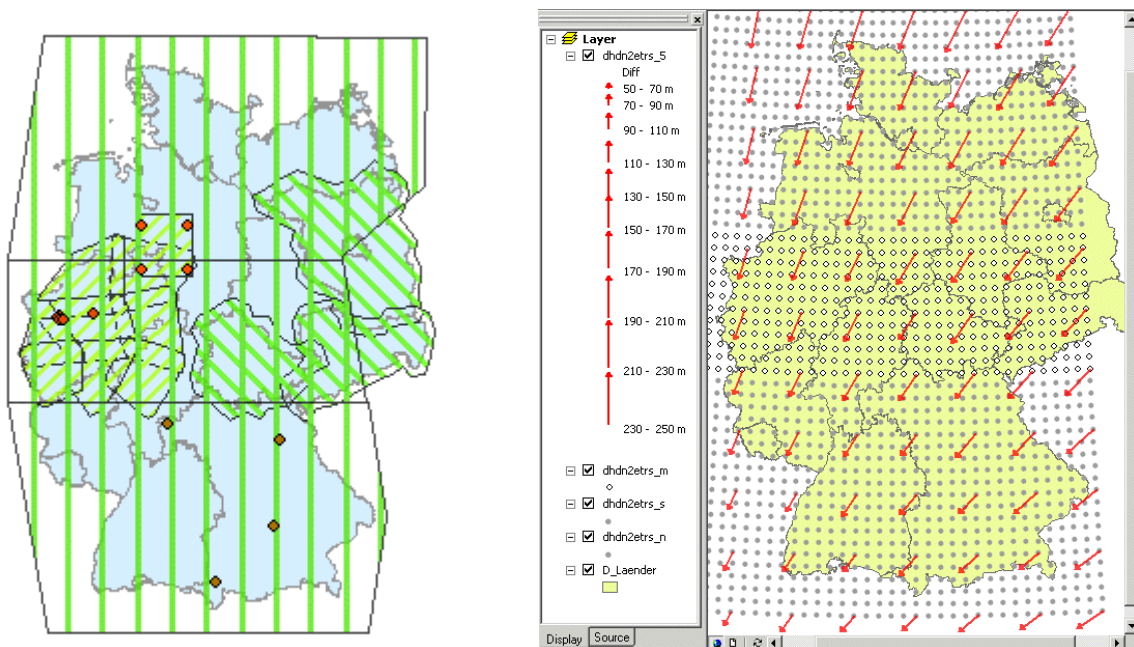 Layer
dhdn2etrs_5
Diff
50 - 70 m
70 - 90 m
90 - 110 m
110 - 130 m
130 - 150 m
150 - 170 m
170 - 190 m
190 - 210 m
210 - 230 m
230 - 250 m
dhdn2etrs_m
dhdn2etrs_s
dhdn2etrs_n
D_Laender
Display Source